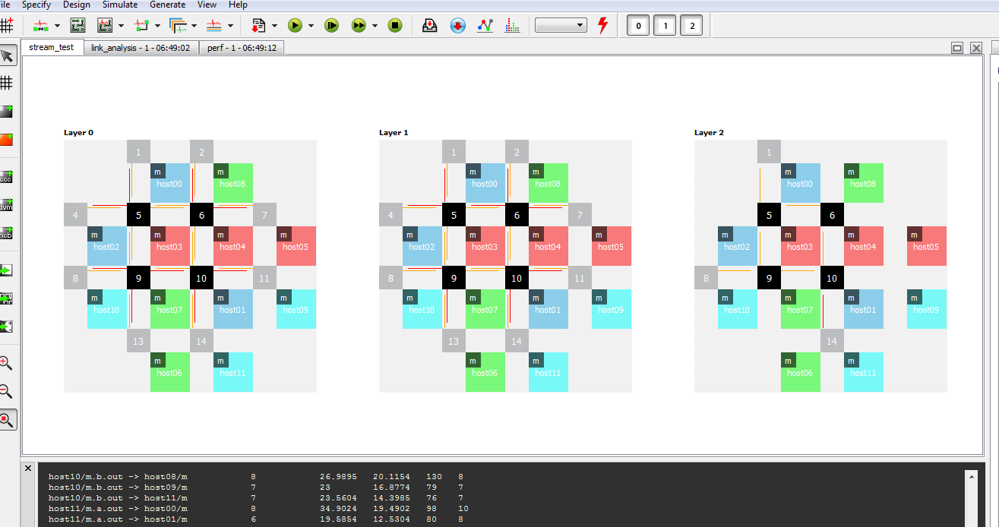 Specify Design Simulate Generate View Help
0 1 2
stream_test link_analysis - 1 - 06:49:02 perf - 1 - 06:49:12
Layer 0
1 2
m m
host00 host08
4 5 6 7
m m m m
host02 host03 host04 host05
8 9 10 11
m m m m
host10 host07 host01 host09
13 14
m m
host06 host11
Layer 1
1 2
m m
host00 host08
4 5 6 7
m m m m
host02 host03 host04 host05
8 9 10 11
m m m m
host10 host07 host01 host09
13 14
m m
host06 host11
Layer 2
1
m m
host00 host08
5 6
m m m m
host02 host03 host04 host05
8 9 10
m m m m
host10 host07 host01 host09
14
m m
host06 host11
host10/m.b.out -> host08/m 8 26.9895 20.1154 130 8
host10/m.b.out -> host09/m 7 23 16.8774 79 7
host10/m.b.out -> host11/m 7 23.5604 14.3985 76 7
host11/m.a.out -> host00/m 8 34.9024 19.4902 98 10
host11/m.a.out -> host01/m 6 19.5854 12.5304 80 8